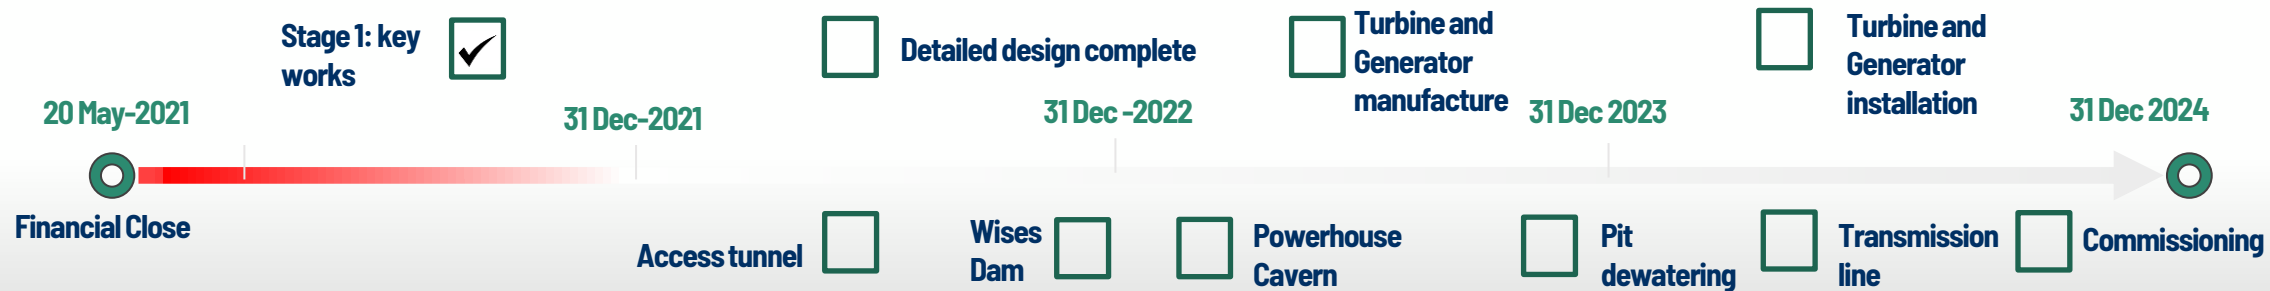 Stage 1: key
works
Detailed design complete
Turbine and
Generator
manufacture
Turbine and
Generator
installation
20 May-2021
31 Dec-2021
31 Dec -2022
31 Dec 2023
31 Dec 2024
Financial Close
Access tunnel
Wises
Dam
Powerhouse
Cavern
Pit
dewatering
Transmission
line
Commissioning